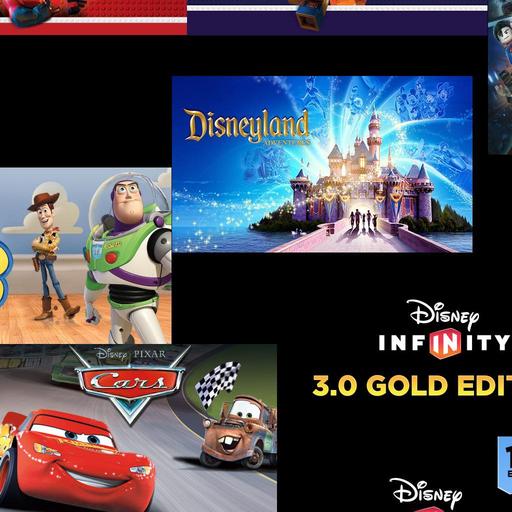 Disneyland
ADVENTURES
Disney
INFINITY
3.0 GOLD EDIT
Disney PIXAR
Cars
Disney